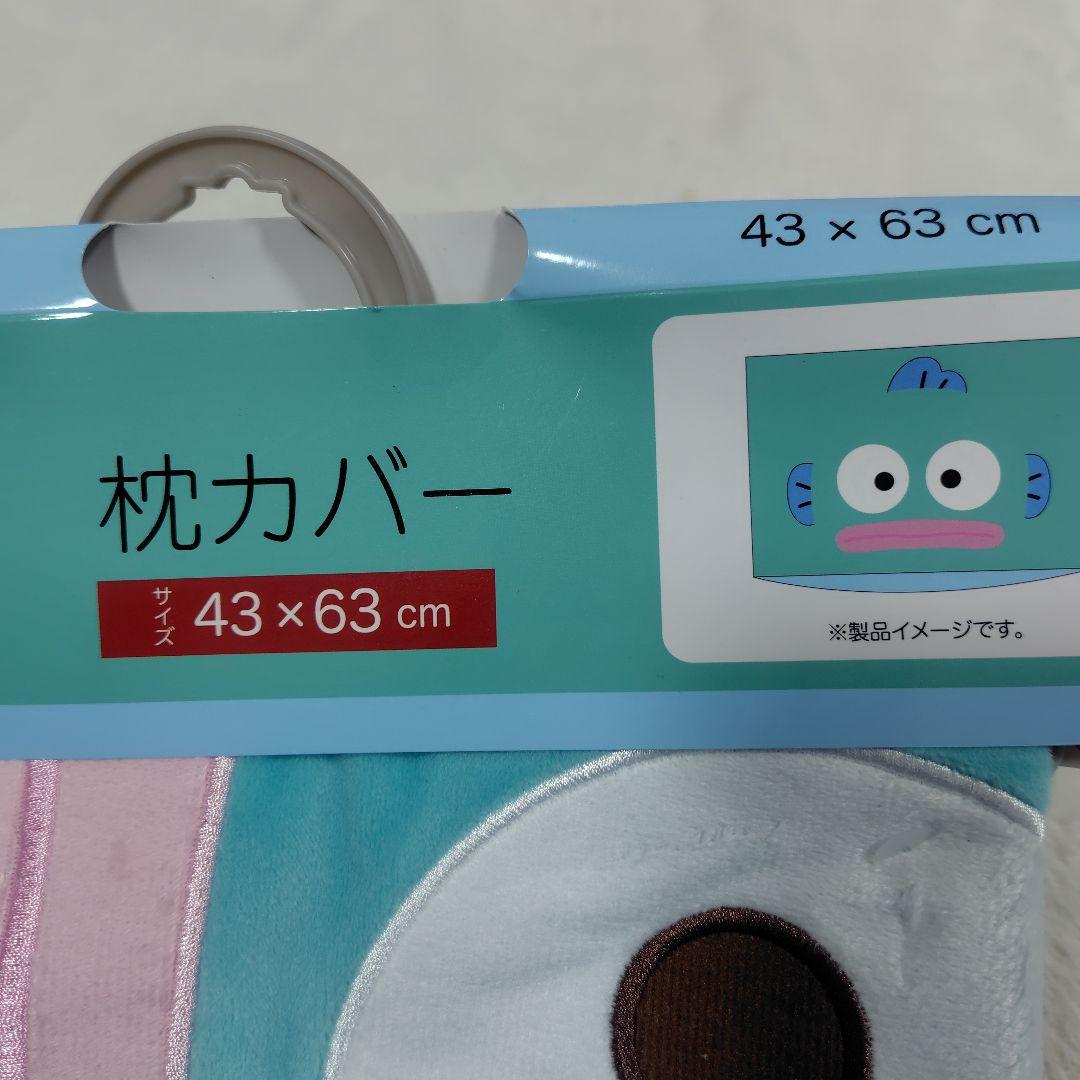 43 × 63 cm
枕カバー
サイズ 43×63 cm
※製品イメージです。